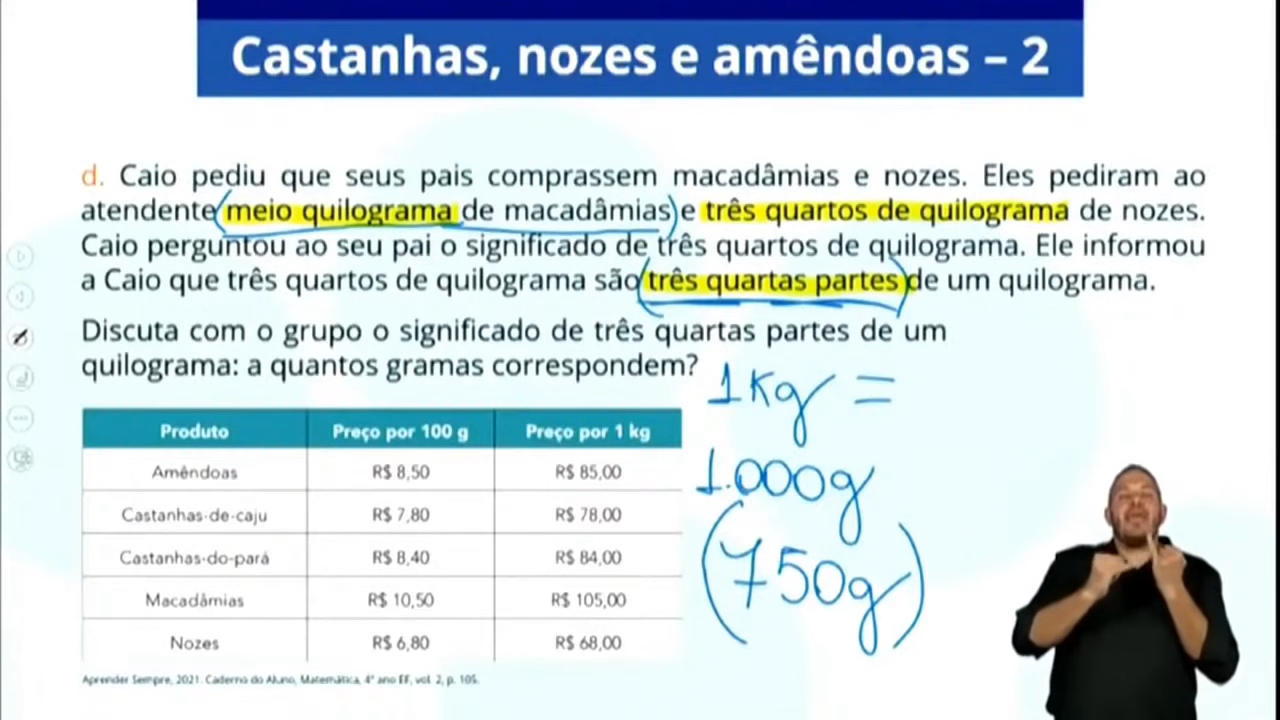 Castanhas, nozes e amêndoas – 2
d. Caio pediu que seus pais comprassem macadâmias e nozes. Eles pediram ao
atendente meio quilograma de macadâmias e três quartos de quilograma de nozes.
Caio perguntou ao seu pai o significado de três quartos de quilograma. Ele informou
a Caio que três quartos de quilograma são três quartas partes de um quilograma.
Discuta com o grupo o significado de três quartas partes de um
quilograma: a quantos gramas correspondem?
1kg =
1.000g
(750g)
Produto Preço por 100 g Preço por 1 kg
Amêndoas R$ 8,50 R$ 85,00
Castanhas-de-caju R$ 7,80 R$ 78,00
Castanhas-do-pará R$ 8,40 R$ 84,00
Macadâmias R$ 10,50 R$ 105,00
Nozes R$ 6,80 R$ 68,00
Aprender Sempre, 2021. Caderno do Aluno, Matemática, 4º ano EF, vol. 2, p. 105.